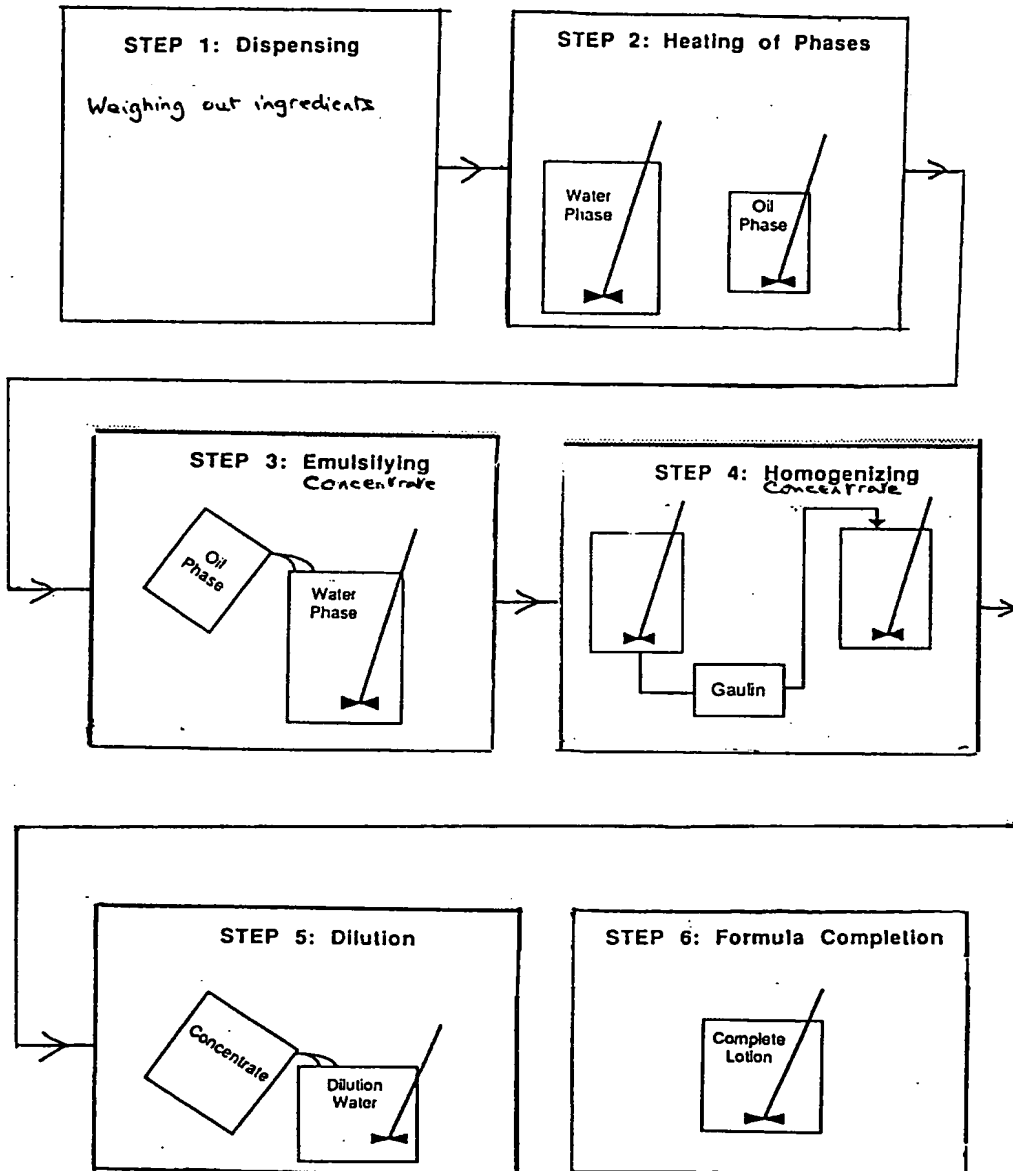 STEP 1: Dispensing
Weighing out ingredients
STEP 2: Heating of Phases
Water
Phase
Oil
Phase
STEP 3: Emulsifying
Concentrate
Oil
Phase
Water
Phase
STEP 4: Homogenizing
Concentrate
Gaulin
STEP 5: Dilution
Concentrate
Dilution
Water
STEP 6: Formula Completion
Complete
Lotion